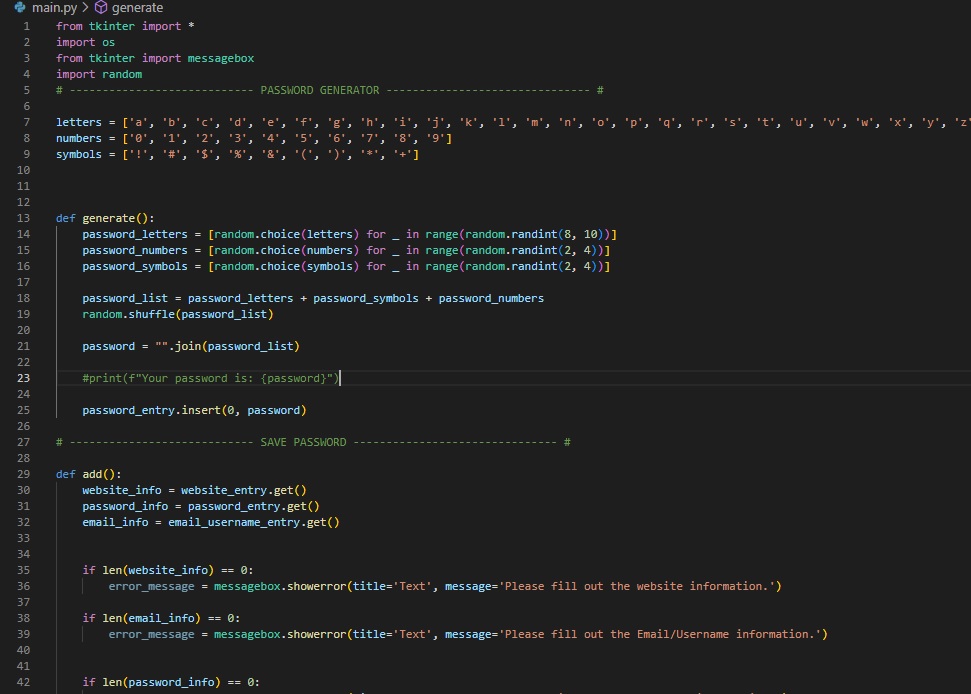 main.py > generate
1 from tkinter import *
2 import os
3 from tkinter import messagebox
4 import random
5 # ---------------------------- PASSWORD GENERATOR ------------------------------- #
6
7 letters = ['a', 'b', 'c', 'd', 'e', 'f', 'g', 'h', 'i', 'j', 'k', 'l', 'm', 'n', 'o', 'p', 'q', 'r', 's', 't', 'u', 'v', 'w', 'x', 'y', 'z'
8 numbers = ['0', '1', '2', '3', '4', '5', '6', '7', '8', '9']
9 symbols = ['!', '#', '$', '%', '&', '(', ')', '*', '+']
10
11
12
13 def generate():
14     password_letters = [random.choice(letters) for _ in range(random.randint(8, 10))]
15     password_numbers = [random.choice(numbers) for _ in range(random.randint(2, 4))]
16     password_symbols = [random.choice(symbols) for _ in range(random.randint(2, 4))]
17
18     password_list = password_letters + password_symbols + password_numbers
19     random.shuffle(password_list)
20
21     password = "".join(password_list)
22
23     #print(f"Your password is: {password}")
24
25     password_entry.insert(0, password)
26
27 # ---------------------------- SAVE PASSWORD ------------------------------- #
28
29 def add():
30     website_info = website_entry.get()
31     password_info = password_entry.get()
32     email_info = email_username_entry.get()
33
34
35     if len(website_info) == 0:
36         error_message = messagebox.showerror(title='Text', message='Please fill out the website information.')
37
38     if len(email_info) == 0:
39         error_message = messagebox.showerror(title='Text', message='Please fill out the Email/Username information.')
40
41
42     if len(password_info) == 0: